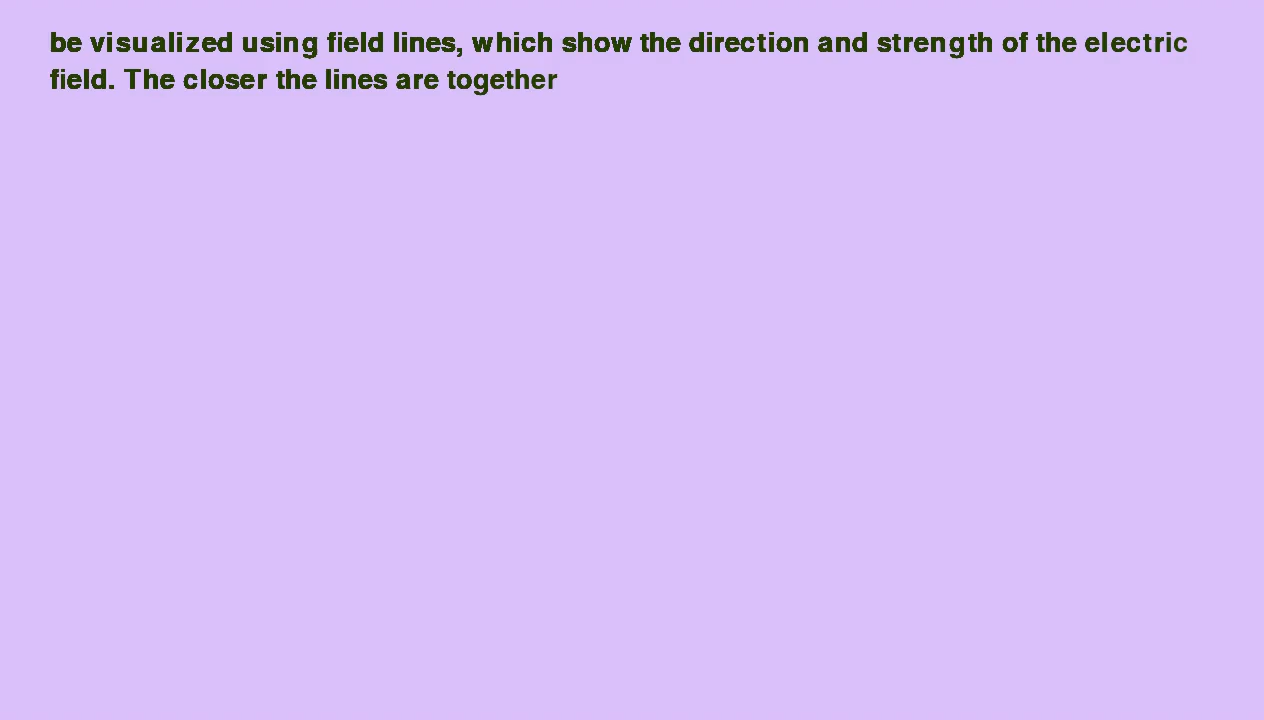 be visualized using field lines, which show the direction and strength of the electric
field. The closer the lines are together